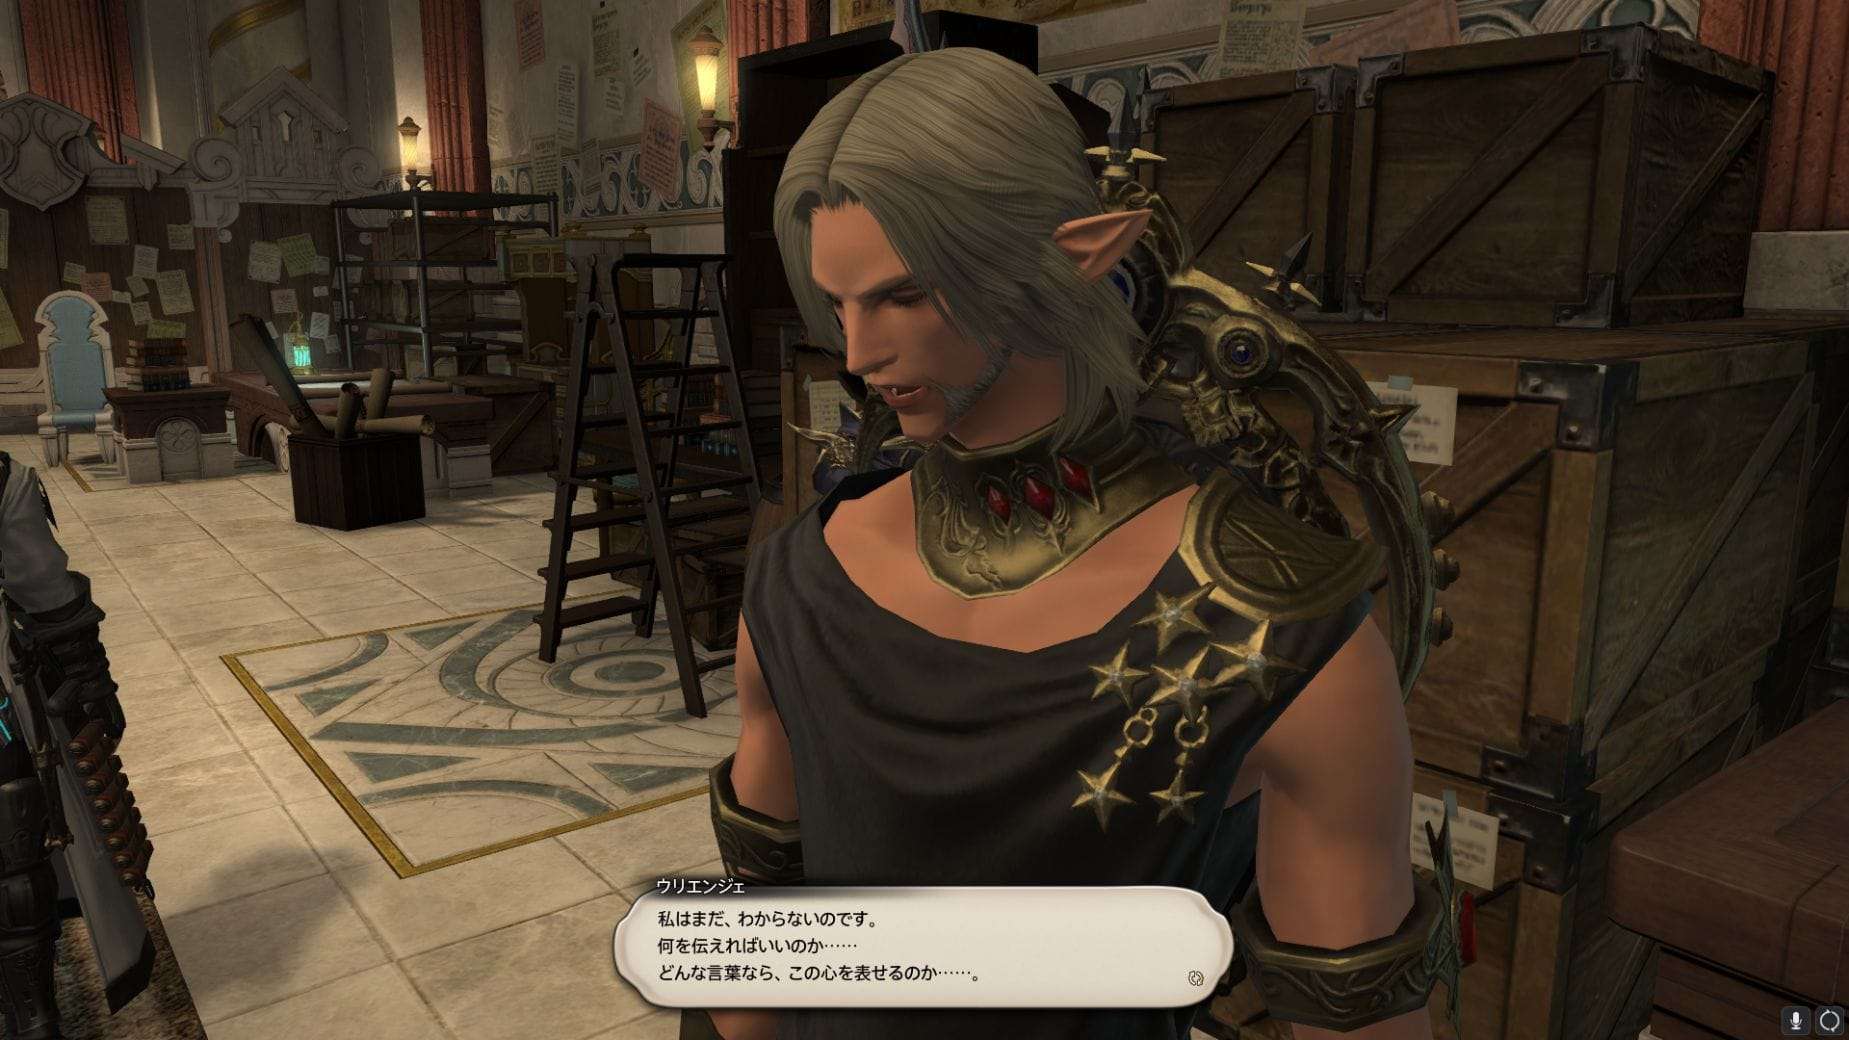 ウリエンジェ
私はまだ、わからないのです。
何を伝えればいいのか……
どんな言葉なら、この心を表せるのか……。